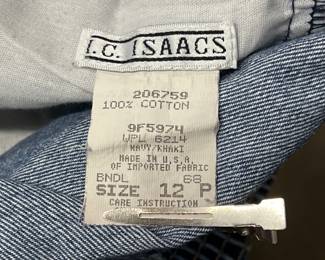 I.C. ISAACS
206759
100% COTTON
9F5974
WPL 6214
NAVY/KHAKI
MADE IN U.S.A.
OF IMPORTED FABRIC
BNDL 68
SIZE 12 P
CARE INSTRUCTION